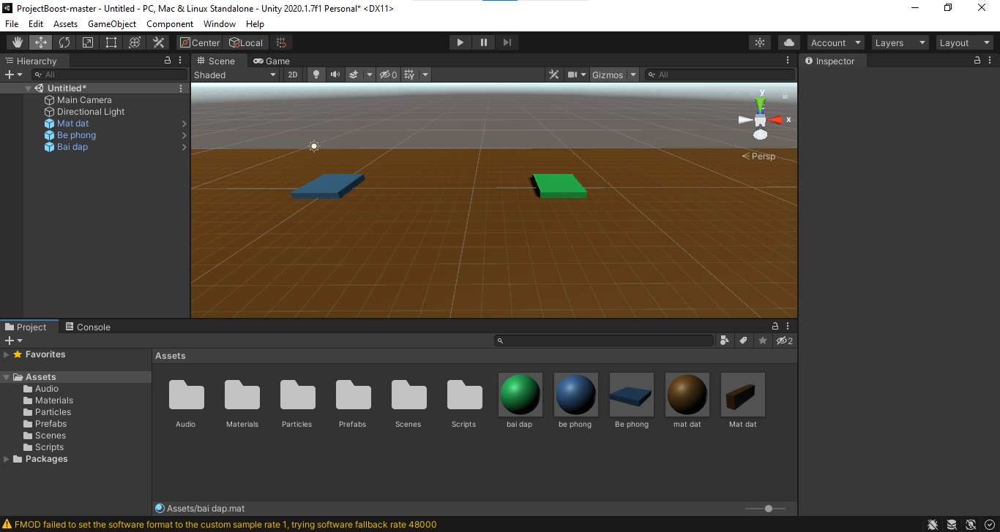 ProjectBoost-master - Untitled - PC, Mac & Linux Standalone - Unity 2020.1.7f1 Personal* <DX11>
File Edit Assets GameObject Component Window Help
Center Local Account Layers Layout
Hierarchy
All
Untitled*
Main Camera
Directional Light
Mat dat
Be phong
Bai dap
Scene Game
Shaded 2D 0 Gizmos All
y
x
Persp
Inspector
Project Console
2
Favorites
Assets
Audio
Materials
Particles
Prefabs
Scenes
Scripts
Packages
Assets
Audio Materials Particles Prefabs Scenes Scripts bai dap be phong Be phong mat dat Mat dat
Assets/bai dap.mat
FMOD failed to set the software format to the custom sample rate 1, trying software fallback rate 48000